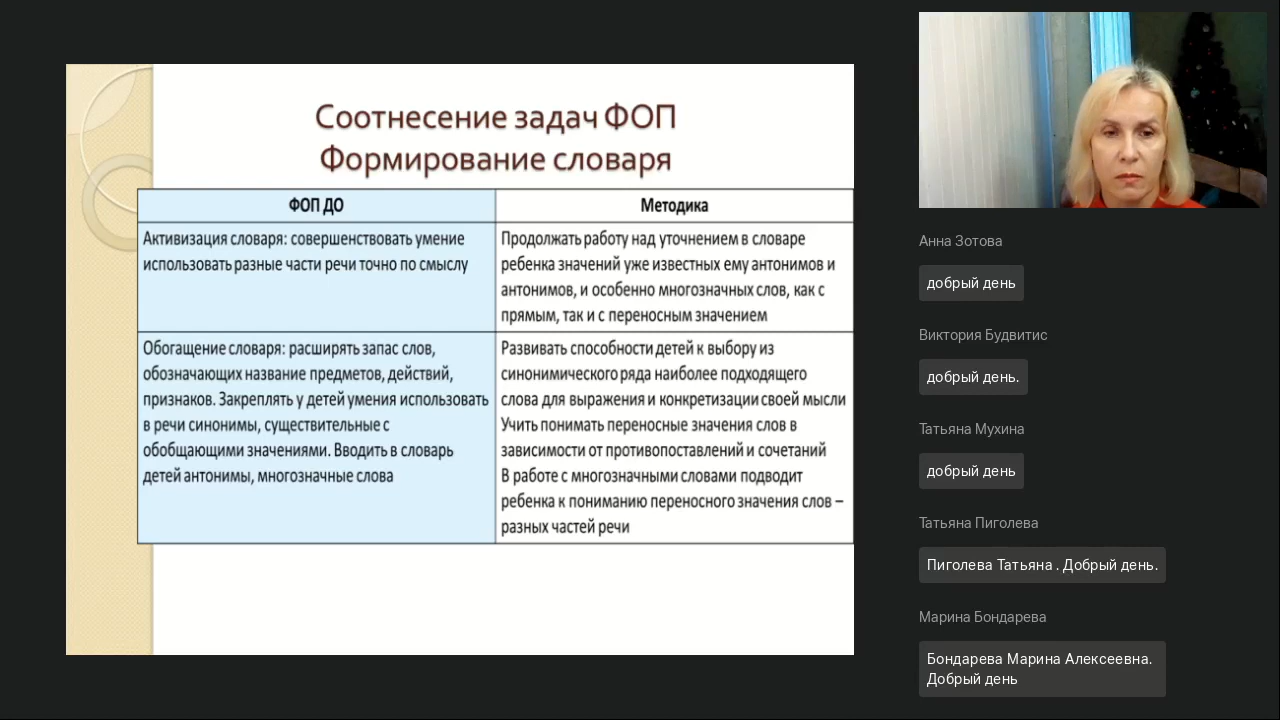 Соотнесение задач ФОП
Формирование словаря
ФОП ДО
Методика
Активизация словаря: совершенствовать умение
использовать разные части речи точно по смыслу
Продолжать работу над уточнением в словаре
ребенка значений уже известных ему антонимов и
антонимов, и особенно многозначных слов, как с
прямым, так и с переносным значением
Обогащение словаря: расширять запас слов,
обозначающих название предметов, действий,
признаков. Закреплять у детей умения использовать
в речи синонимы, существительные с
обобщающими значениями. Вводить в словарь
детей антонимы, многозначные слова
Развивать способности детей к выбору из
синонимического ряда наиболее подходящего
слова для выражения и конкретизации своей мысли
Учить понимать переносные значения слов в
зависимости от противопоставлений и сочетаний
В работе с многозначными словами подводит
ребенка к пониманию переносного значения слов –
разных частей речи
Анна Зотова
добрый день
Виктория Будвитис
добрый день.
Татьяна Мухина
добрый день
Татьяна Пиголева
Пиголева Татьяна . Добрый день.
Марина Бондарева
Бондарева Марина Алексеевна.
Добрый день